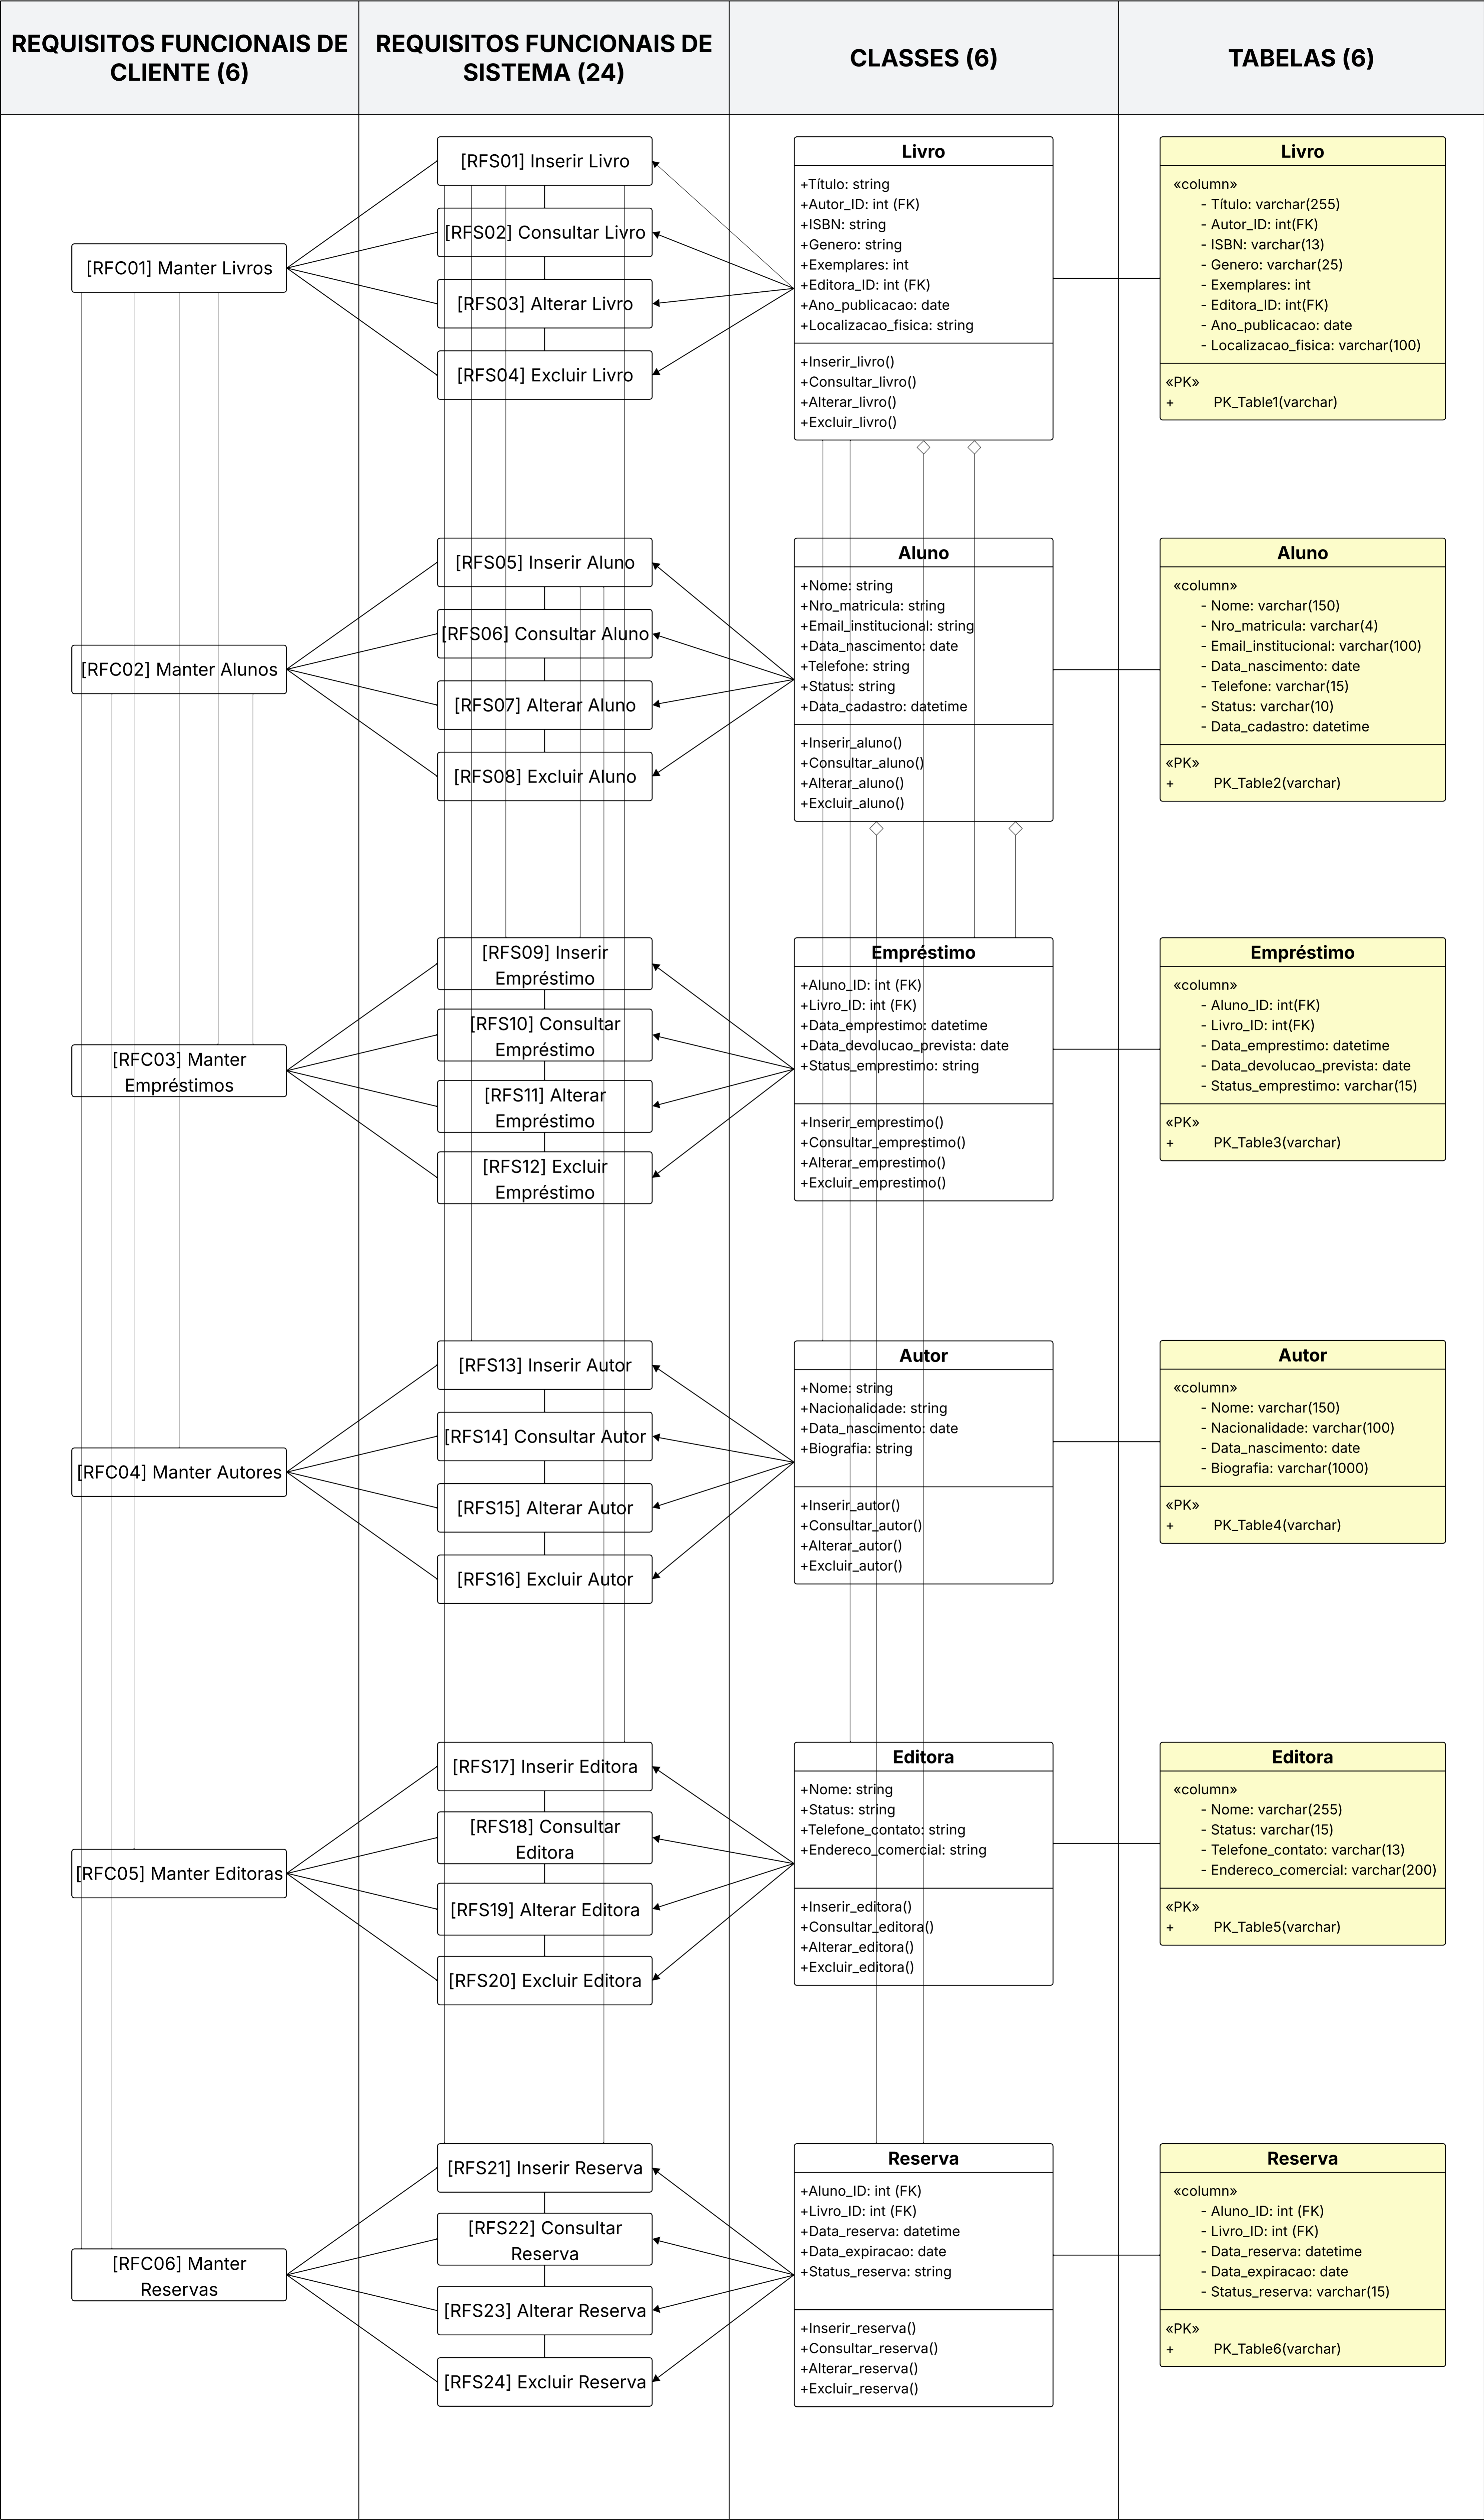 REQUISITOS FUNCIONAIS DE
CLIENTE (6)
REQUISITOS FUNCIONAIS DE
SISTEMA (24)
CLASSES (6)
TABELAS (6)
[RFC01] Manter Livros
[RFS01] Inserir Livro
[RFS02] Consultar Livro
[RFS03] Alterar Livro
[RFS04] Excluir Livro
Livro
+Título: string
+Autor_ID: int (FK)
+ISBN: string
+Genero: string
+Exemplares: int
+Editora_ID: int (FK)
+Ano_publicacao: date
+Localizacao_fisica: string
+Inserir_livro()
+Consultar_livro()
+Alterar_livro()
+Excluir_livro()
Livro
«column»
- Título: varchar(255)
- Autor_ID: int(FK)
- ISBN: varchar(13)
- Genero: varchar(25)
- Exemplares: int
- Editora_ID: int(FK)
- Ano_publicacao: date
- Localizacao_fisica: varchar(100)
«PK»
+ PK_Table1(varchar)
[RFC02] Manter Alunos
[RFS05] Inserir Aluno
[RFS06] Consultar Aluno
[RFS07] Alterar Aluno
[RFS08] Excluir Aluno
Aluno
+Nome: string
+Nro_matricula: string
+Email_institucional: string
+Data_nascimento: date
+Telefone: string
+Status: string
+Data_cadastro: datetime
+Inserir_aluno()
+Consultar_aluno()
+Alterar_aluno()
+Excluir_aluno()
Aluno
«column»
- Nome: varchar(150)
- Nro_matricula: varchar(4)
- Email_institucional: varchar(100)
- Data_nascimento: date
- Telefone: varchar(15)
- Status: varchar(10)
- Data_cadastro: datetime
«PK»
+ PK_Table2(varchar)
[RFC03] Manter
Empréstimos
[RFS09] Inserir
Empréstimo
[RFS10] Consultar
Empréstimo
[RFS11] Alterar
Empréstimo
[RFS12] Excluir
Empréstimo
Empréstimo
+Aluno_ID: int (FK)
+Livro_ID: int (FK)
+Data_emprestimo: datetime
+Data_devolucao_prevista: date
+Status_emprestimo: string
+Inserir_emprestimo()
+Consultar_emprestimo()
+Alterar_emprestimo()
+Excluir_emprestimo()
Empréstimo
«column»
- Aluno_ID: int(FK)
- Livro_ID: int(FK)
- Data_emprestimo: datetime
- Data_devolucao_prevista: date
- Status_emprestimo: varchar(15)
«PK»
+ PK_Table3(varchar)
[RFC04] Manter Autores
[RFS13] Inserir Autor
[RFS14] Consultar Autor
[RFS15] Alterar Autor
[RFS16] Excluir Autor
Autor
+Nome: string
+Nacionalidade: string
+Data_nascimento: date
+Biografia: string
+Inserir_autor()
+Consultar_autor()
+Alterar_autor()
+Excluir_autor()
Autor
«column»
- Nome: varchar(150)
- Nacionalidade: varchar(100)
- Data_nascimento: date
- Biografia: varchar(1000)
«PK»
+ PK_Table4(varchar)
[RFC05] Manter Editoras
[RFS17] Inserir Editora
[RFS18] Consultar
Editora
[RFS19] Alterar Editora
[RFS20] Excluir Editora
Editora
+Nome: string
+Status: string
+Telefone_contato: string
+Endereco_comercial: string
+Inserir_editora()
+Consultar_editora()
+Alterar_editora()
+Excluir_editora()
Editora
«column»
- Nome: varchar(255)
- Status: varchar(15)
- Telefone_contato: varchar(13)
- Endereco_comercial: varchar(200)
«PK»
+ PK_Table5(varchar)
[RFC06] Manter
Reservas
[RFS21] Inserir Reserva
[RFS22] Consultar
Reserva
[RFS23] Alterar Reserva
[RFS24] Excluir Reserva
Reserva
+Aluno_ID: int (FK)
+Livro_ID: int (FK)
+Data_reserva: datetime
+Data_expiracao: date
+Status_reserva: string
+Inserir_reserva()
+Consultar_reserva()
+Alterar_reserva()
+Excluir_reserva()
Reserva
«column»
- Aluno_ID: int (FK)
- Livro_ID: int (FK)
- Data_reserva: datetime
- Data_expiracao: date
- Status_reserva: varchar(15)
«PK»
+ PK_Table6(varchar)